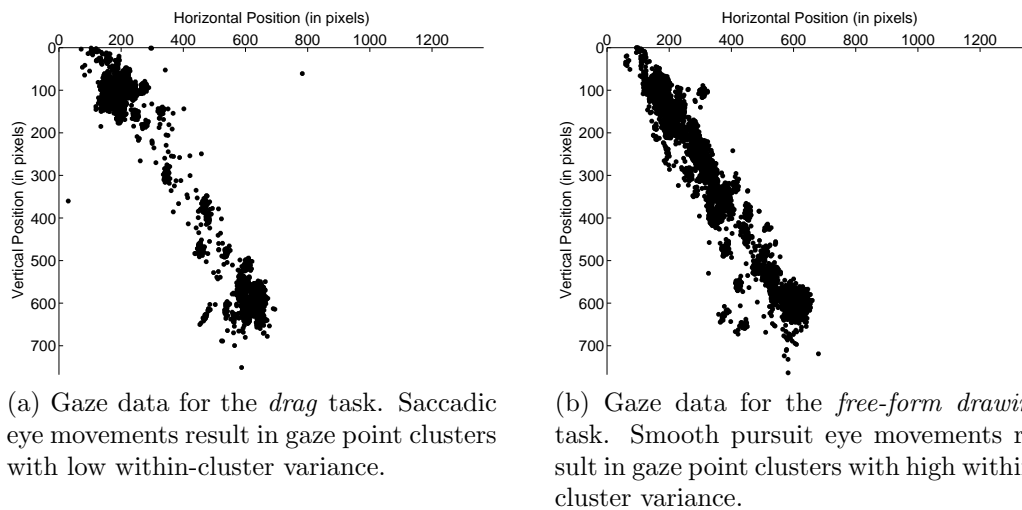 Horizontal Position (in pixels)
0 200 400 600 800 1000 1200
0
100
200
300
400
500
600
700
Vertical Position (in pixels)
(a) Gaze data for the drag task. Saccadic
eye movements result in gaze point clusters
with low within-cluster variance.
Horizontal Position (in pixels)
0 200 400 600 800 1000 1200
0
100
200
300
400
500
600
700
Vertical Position (in pixels)
(b) Gaze data for the free-form drawin
task. Smooth pursuit eye movements r
sult in gaze point clusters with high withi
cluster variance.